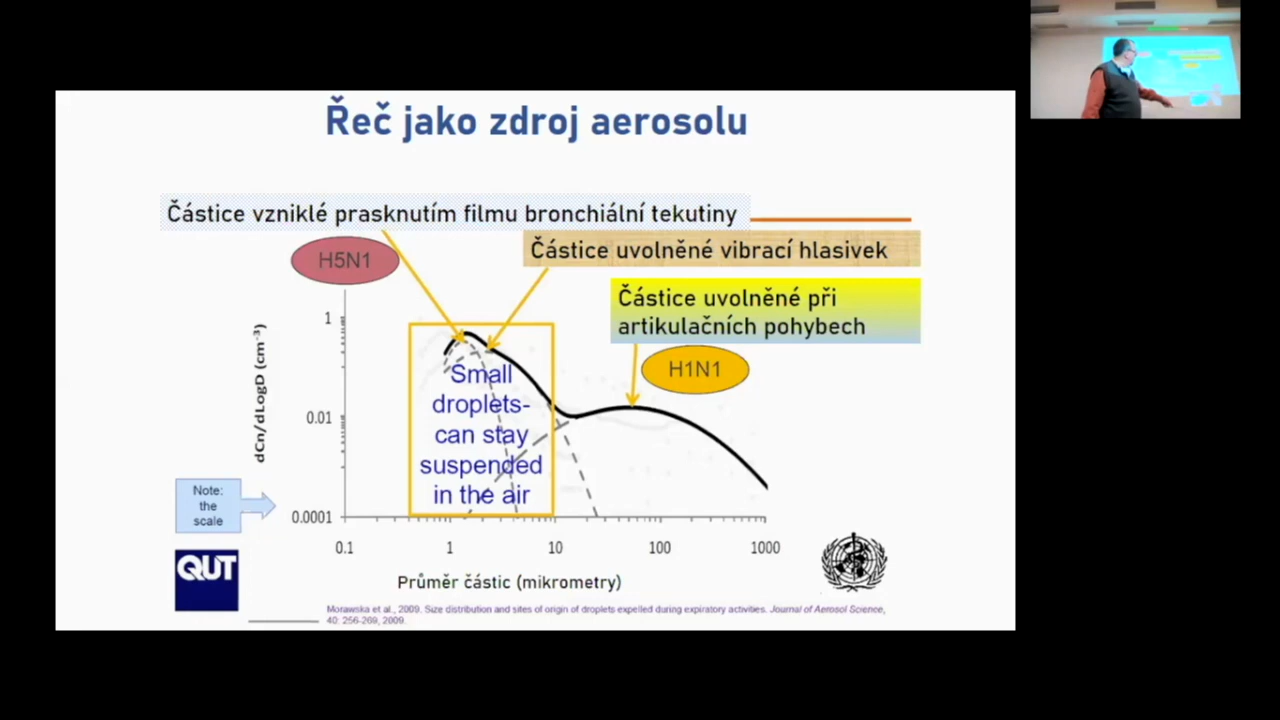 Řeč jako zdroj aerosolu
Částice vzniklé prasknutím filmu bronchiální tekutiny
Částice uvolněné vibrací hlasivek
H5N1
Částice uvolněné při
artikulačních pohybech
H1N1
dCn/dLogD (cm⁻³)
1
0.01
0.0001
Small
droplets-
can stay
suspended
in the air
Note:
the
scale
0.1 1 10 100 1000
Průměr částic (mikrometry)
QUT
Morawska et al., 2009. Size distribution and sites of origin of droplets expelled during expiratory activities. Journal of Aerosol Science,
40: 256-269, 2009.